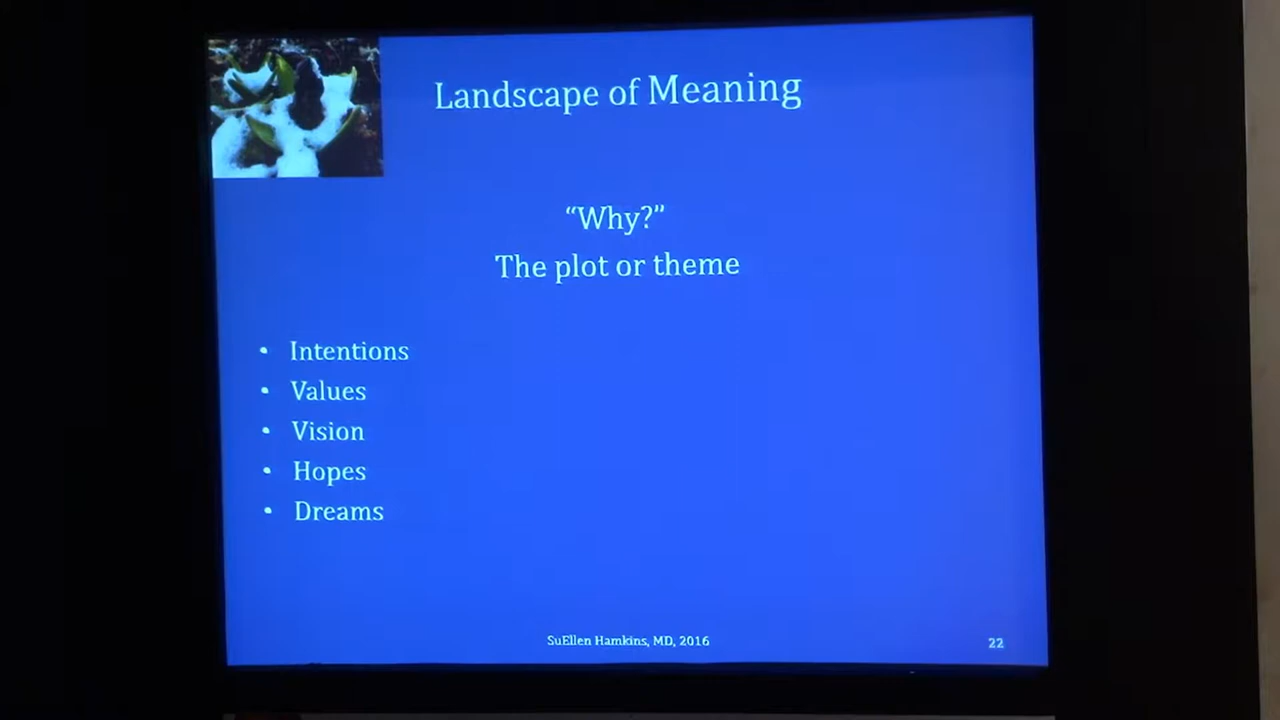 Landscape of Meaning
“Why?”
The plot or theme
• Intentions
• Values
• Vision
• Hopes
• Dreams
SuEllen Hamkins, MD, 2016
22